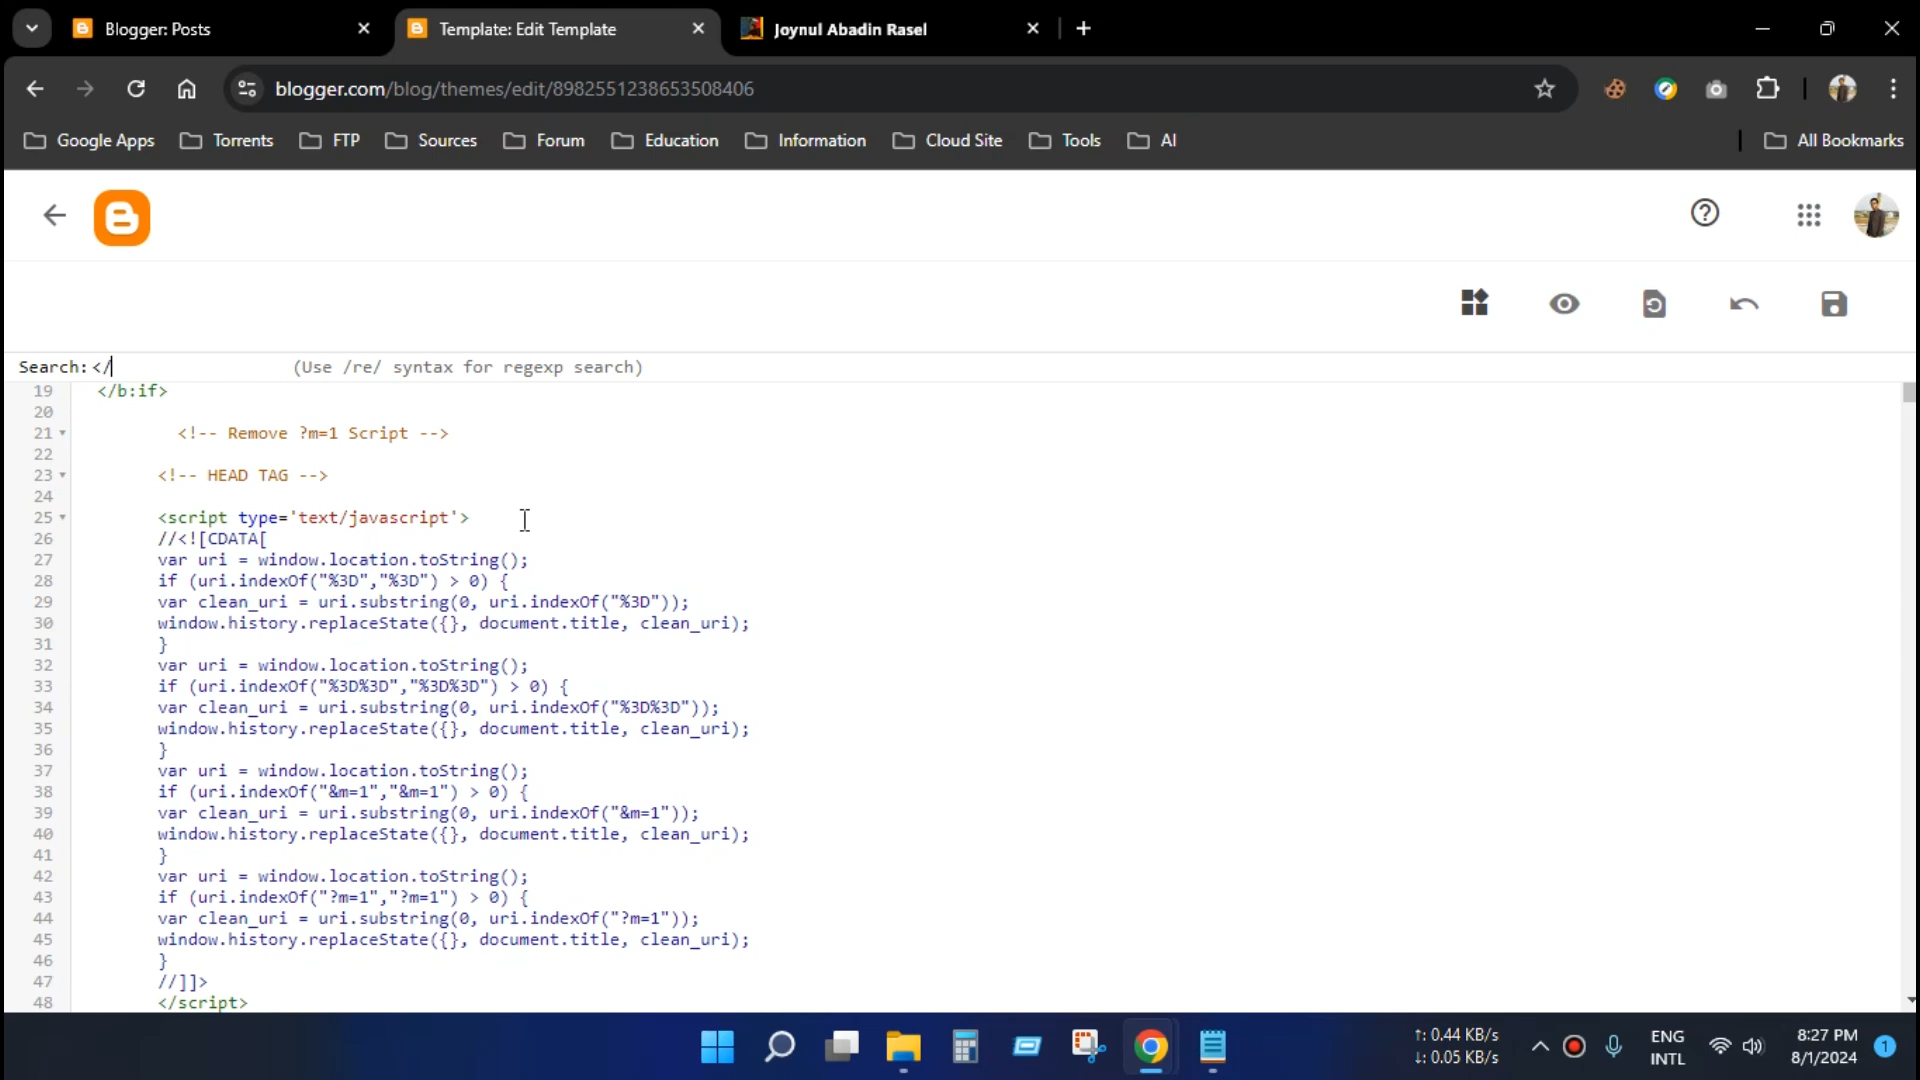 Blogger: Posts
Template: Edit Template
Joynul Abadin Rasel
blogger.com/blog/themes/edit/8982551238653508406
Google Apps
Torrents
FTP
Sources
Forum
Education
Information
Cloud Site
Tools
AI
All Bookmarks
Search:</ (Use /re/ syntax for regexp search)
19 </b:if>
20
21 <!-- Remove ?m=1 Script -->
22
23 <!-- HEAD TAG -->
24
25 <script type='text/javascript'>
26 //<![CDATA[
27 var uri = window.location.toString();
28 if (uri.indexOf("%3D","%3D") > 0) {
29 var clean_uri = uri.substring(0, uri.indexOf("%3D"));
30 window.history.replaceState({}, document.title, clean_uri);
31 }
32 var uri = window.location.toString();
33 if (uri.indexOf("%3D%3D","%3D%3D") > 0) {
34 var clean_uri = uri.substring(0, uri.indexOf("%3D%3D"));
35 window.history.replaceState({}, document.title, clean_uri);
36 }
37 var uri = window.location.toString();
38 if (uri.indexOf("&m=1","&m=1") > 0) {
39 var clean_uri = uri.substring(0, uri.indexOf("&m=1"));
40 window.history.replaceState({}, document.title, clean_uri);
41 }
42 var uri = window.location.toString();
43 if (uri.indexOf("?m=1","?m=1") > 0) {
44 var clean_uri = uri.substring(0, uri.indexOf("?m=1"));
45 window.history.replaceState({}, document.title, clean_uri);
46 }
47 //]]>
48 </script>
↑: 0.44 KB/s
↓: 0.05 KB/s
ENG
INTL
8:27 PM
8/1/2024
1